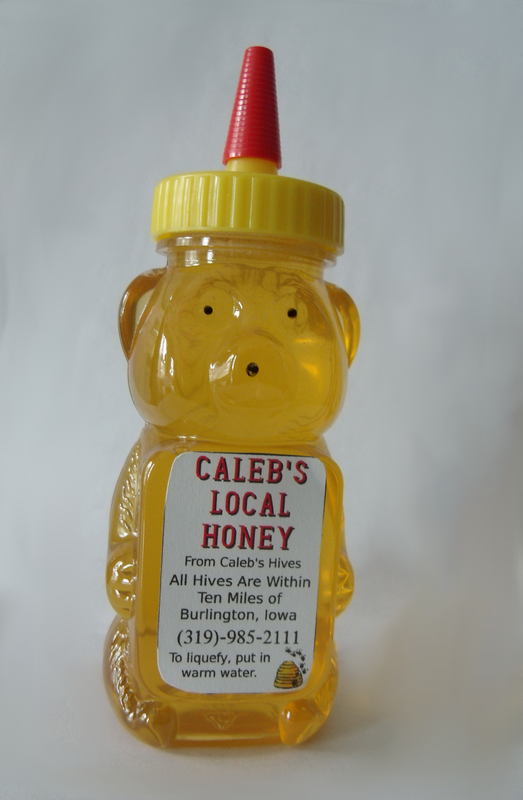 CALEB'S
LOCAL
HONEY
From Caleb's Hives
All Hives Are Within
Ten Miles of
Burlington, Iowa
(319)-985-2111
To liquefy, put in
warm water.